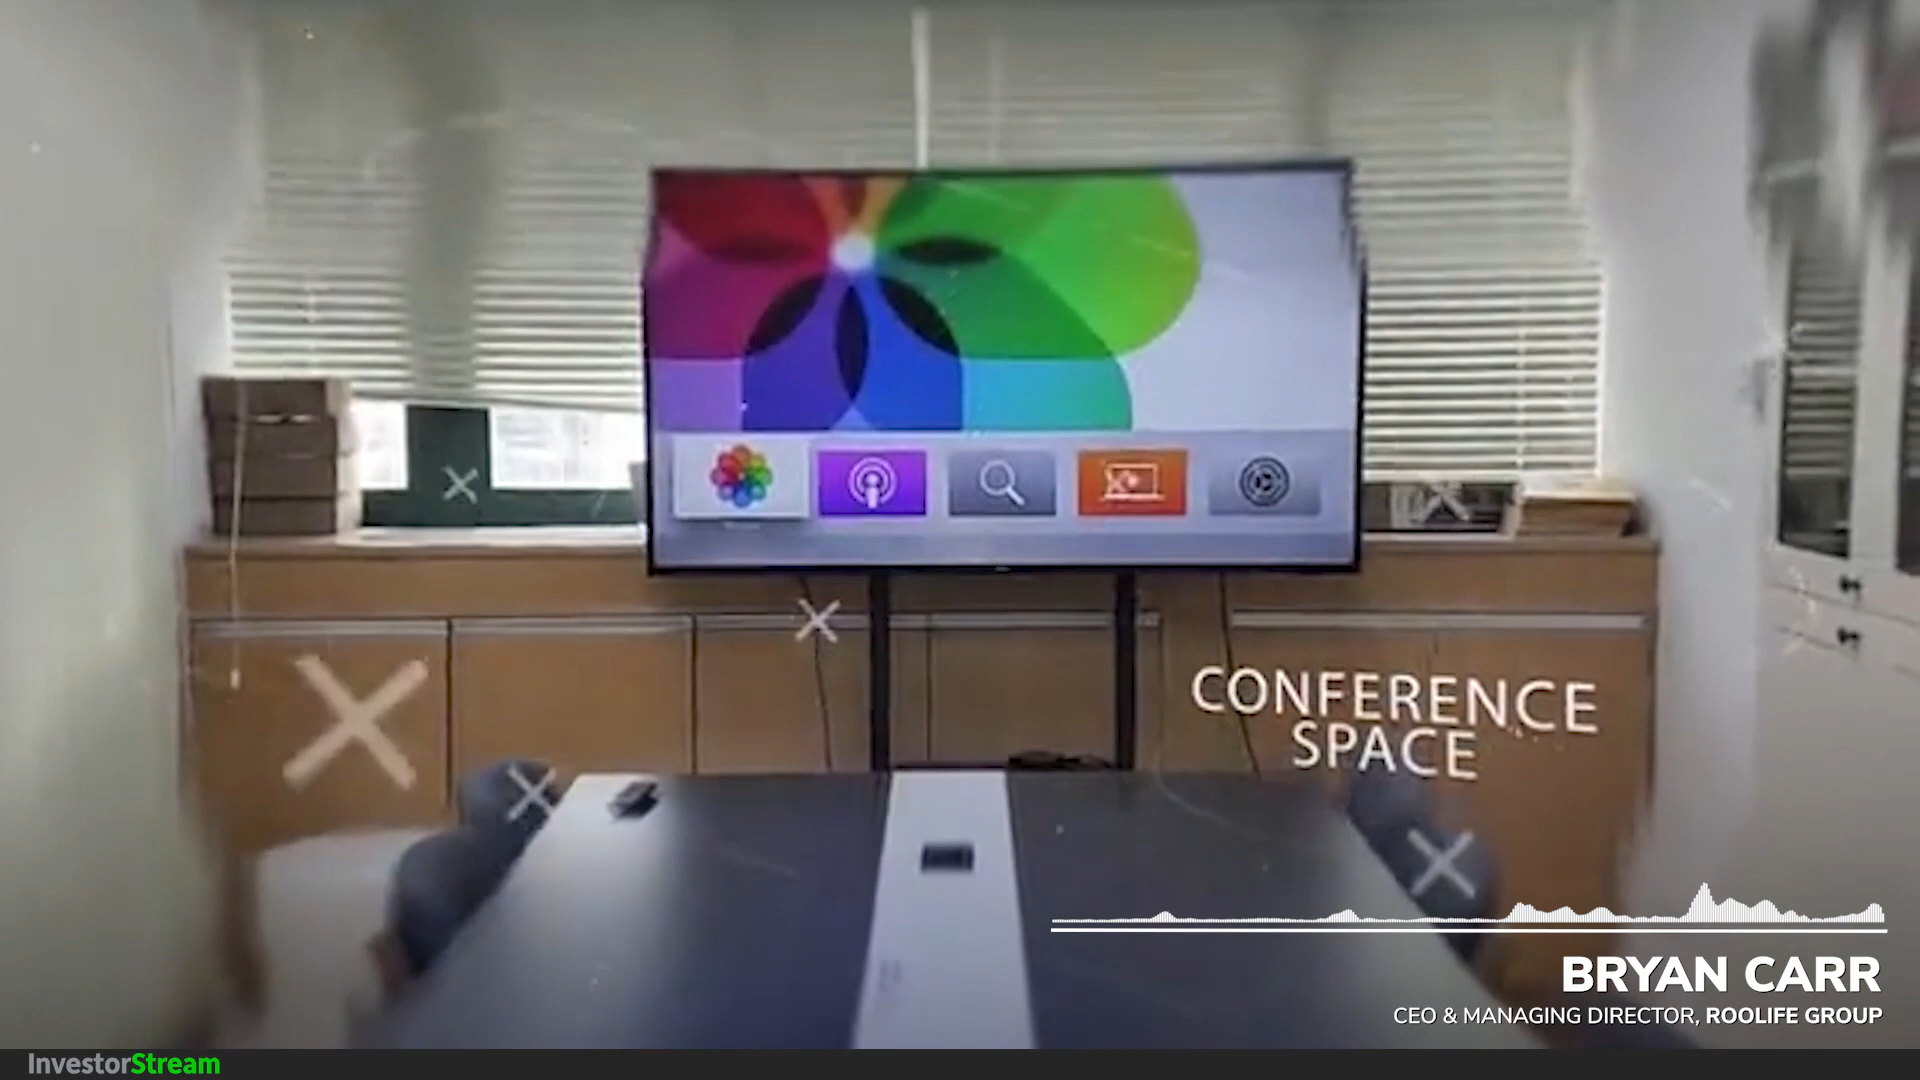 CONFERENCE
SPACE
BRYAN CARR
CEO & MANAGING DIRECTOR, ROOLIFE GROUP
InvestorStream